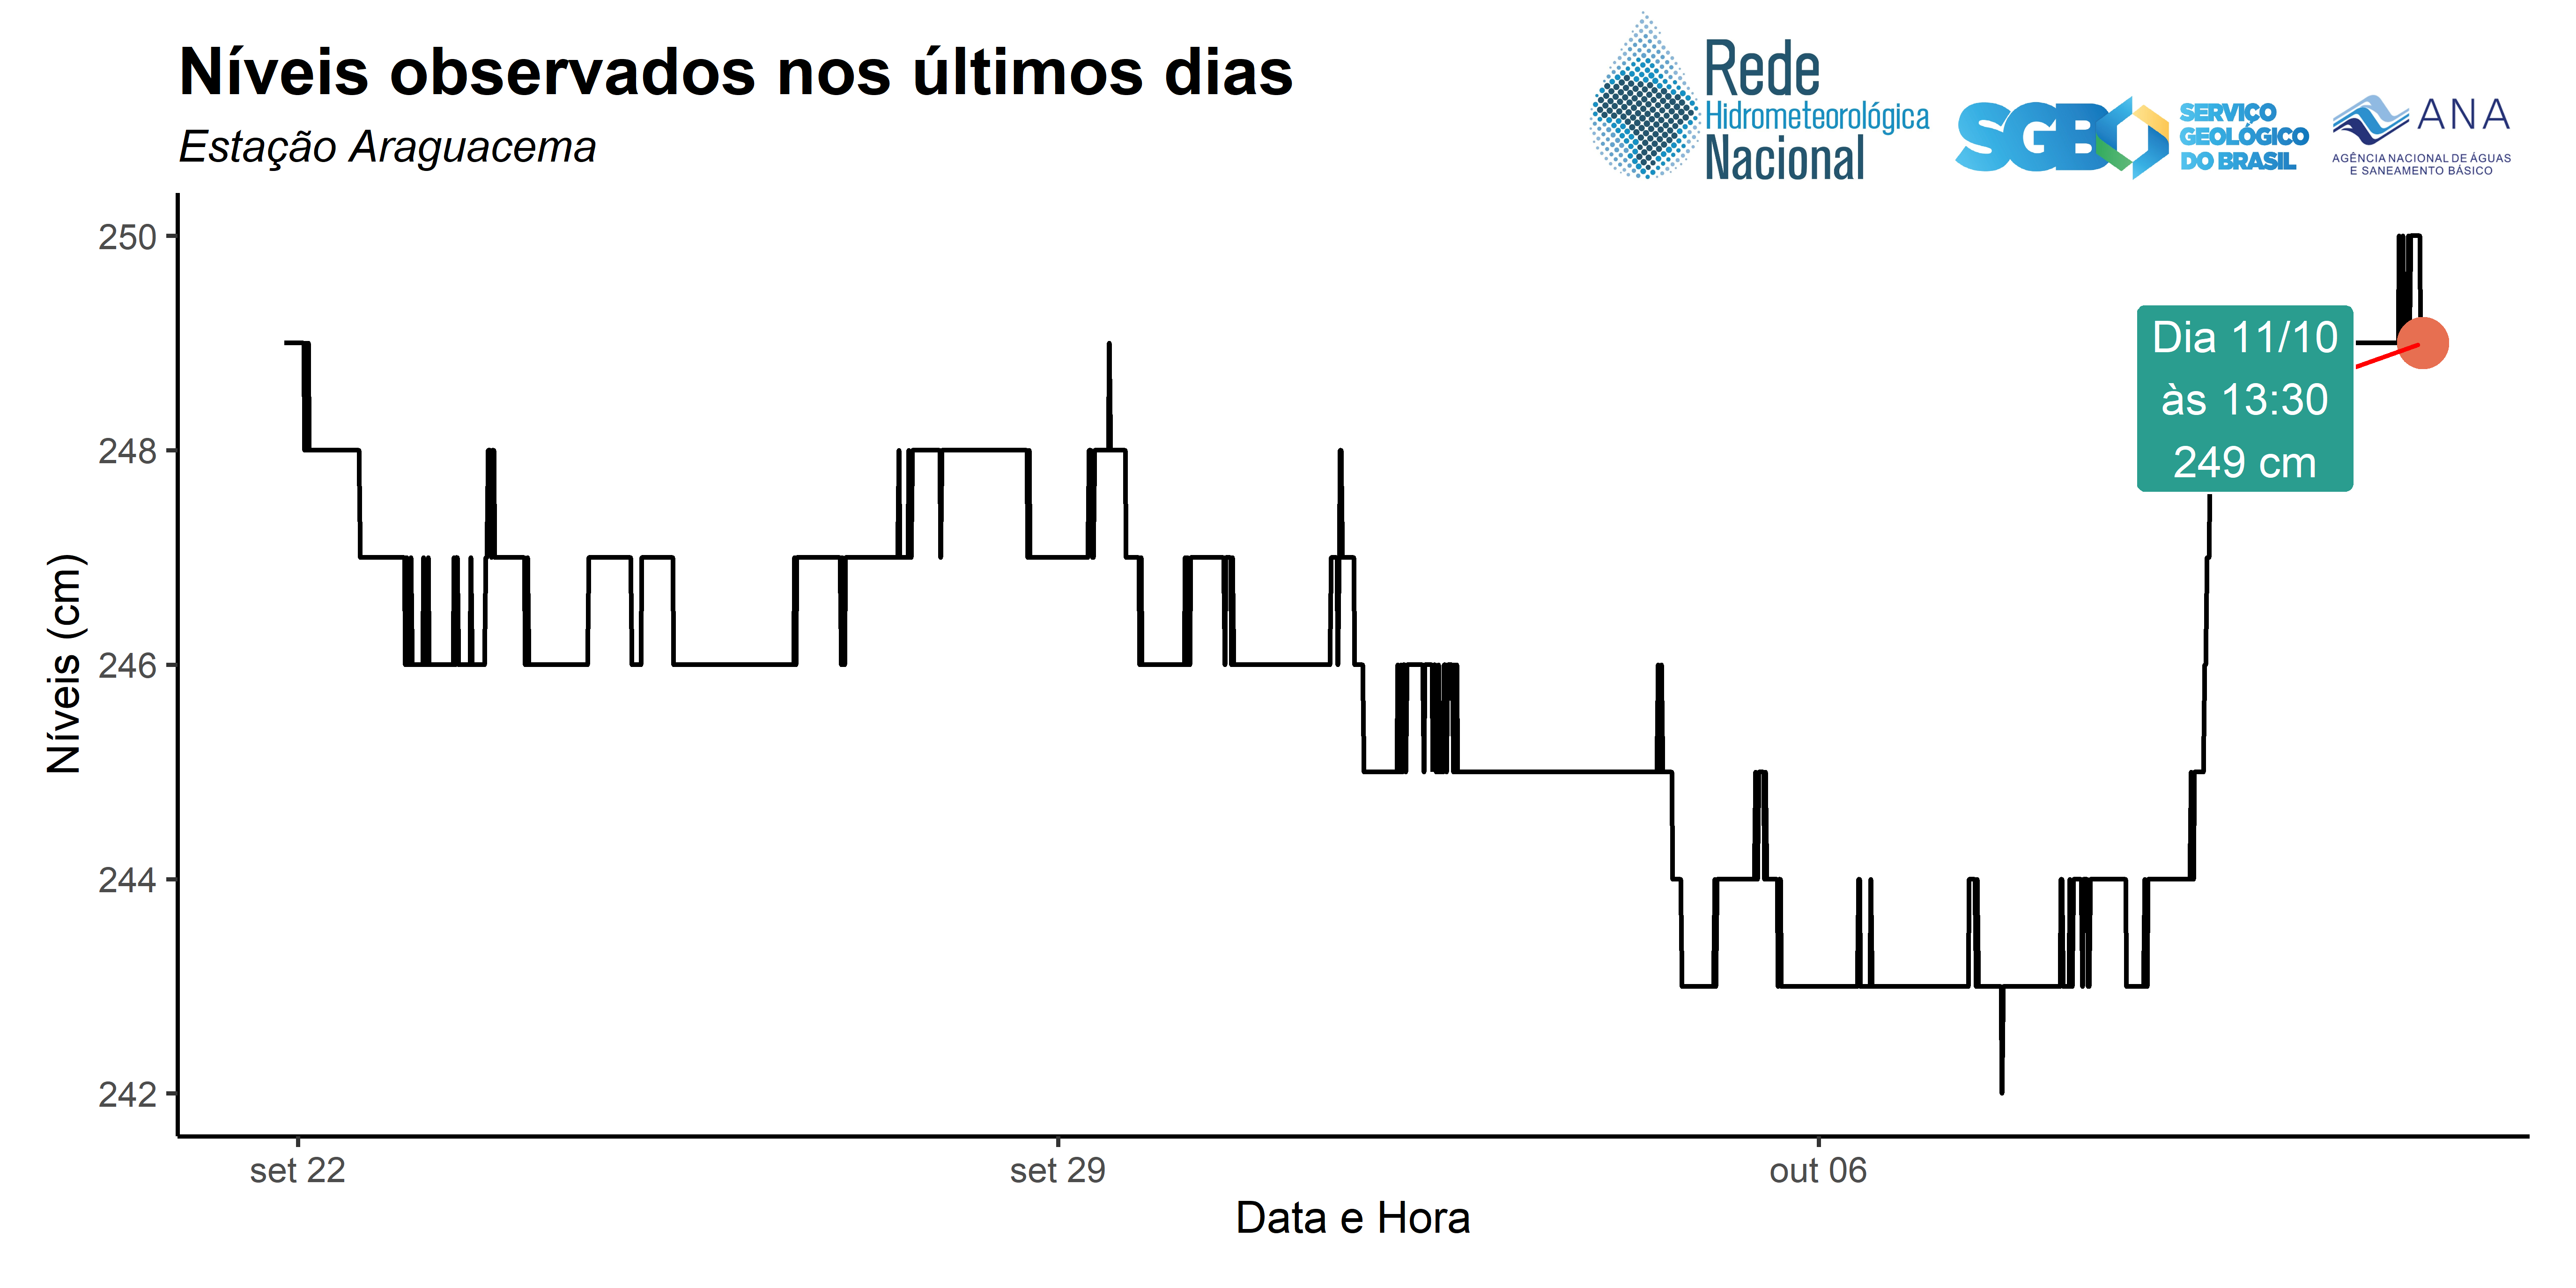 Níveis observados nos últimos dias
Estação Araguacema
Rede
Hidrometeorológica
Nacional
SGB
SERVIÇO
GEOLÓGICO
DO BRASIL
ANA
AGÊNCIA NACIONAL DE ÁGUAS
E SANEAMENTO BÁSICO
250
248
246
244
242
Níveis (cm)
Dia 11/10
às 13:30
249 cm
set 22
set 29
out 06
Data e Hora